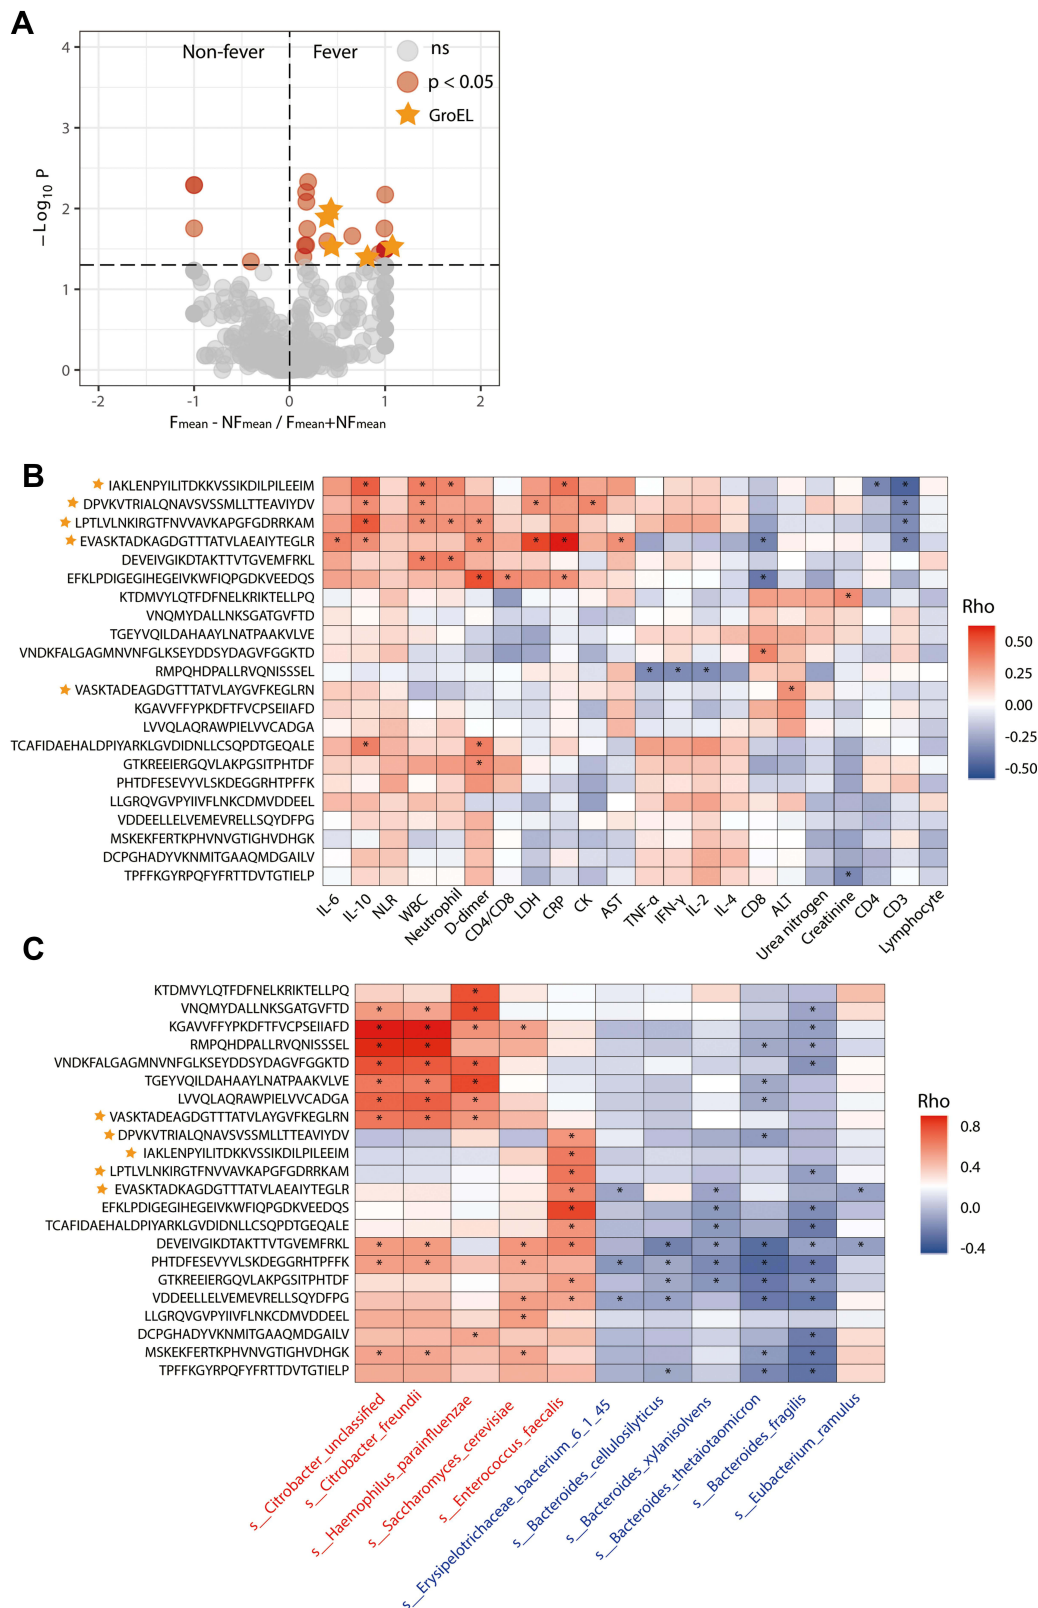 A
Non-fever
Fever
ns
p < 0.05
GroEL
4
3
2
1
0
−Log10 P
-2
-1
0
1
2
Fmean - NFmean / Fmean+NFmean
B
IAKLENPYILITDKKVSSIKDILPILEEIM
DPVKVTRIALQNAVSVSSMLLTTEAVIYDV
LPTLVLNKIRGTFNVVAVKAPGFGDRRKAM
EVASKTADKAGDGTTTATVLAEAIYTEGLR
DEVEIVGIKDTAKTTVTGVEMFRKL
EFKLPDIGEGIHEGEIVKWFIQPGDKVEEDQS
KTDMVYLQTFDFNELKRIKTELLPQ
VNQMYDALLNKSGATGVFTD
TGEYVQILDAHAAYLNATPAAKVLVE
VNDKFALGAGMNVNFGLKSEYDDSYDAGVFGGKTD
RMPQHDPALLRVQNISSSEL
VASKTADEAGDGTTTATVLAYGVFKEGLRN
KGAVVFFYPKDFTFVCPSEIIAFD
LVVQLAQRAWPIELVVCADGA
TCAFIDAEHALDPIYARKLGVDIDNLLCSQPDTGEQALE
GTKREEIERGQVLAKPGSITPHTDF
PHTDFESEVYVLSKDEGGRHTPFFK
LLGRQVGVPYIIVFLNKCDMVDDEEL
VDDEELLELVEMEVRELLSQYDFPG
MSKEKFERTKPHVNVGTIGHVDHGK
DCPGHADYVKNMITGAAQMDGAILV
TPFFKGYRPQFYFRTTDVTGTIELP
IL-6
IL-10
NLR
WBC
Neutrophil
D-dimer
CD4/CD8
LDH
CRP
CK
AST
TNF-α
IFN-γ
IL-2
IL-4
CD8
ALT
Urea nitrogen
Creatinine
CD4
CD3
Lymphocyte
Rho
0.50
0.25
0.00
-0.25
-0.50
C
KTDMVYLQTFDFNELKRIKTELLPQ
VNQMYDALLNKSGATGVFTD
KGAVVFFYPKDFTFVCPSEIIAFD
RMPQHDPALLRVQNISSSEL
VNDKFALGAGMNVNFGLKSEYDDSYDAGVFGGKTD
TGEYVQILDAHAAYLNATPAAKVLVE
LVVQLAQRAWPIELVVCADGA
VASKTADEAGDGTTTATVLAYGVFKEGLRN
DPVKVTRIALQNAVSVSSMLLTTEAVIYDV
IAKLENPYILITDKKVSSIKDILPILEEIM
LPTLVLNKIRGTFNVVAVKAPGFGDRRKAM
EVASKTADKAGDGTTTATVLAEAIYTEGLR
EFKLPDIGEGIHEGEIVKWFIQPGDKVEEDQS
TCAFIDAEHALDPIYARKLGVDIDNLLCSQPDTGEQALE
DEVEIVGIKDTAKTTVTGVEMFRKL
PHTDFESEVYVLSKDEGGRHTPFFK
GTKREEIERGQVLAKPGSITPHTDF
VDDEELLELVEMEVRELLSQYDFPG
LLGRQVGVPYIIVFLNKCDMVDDEEL
DCPGHADYVKNMITGAAQMDGAILV
MSKEKFERTKPHVNVGTIGHVDHGK
TPFFKGYRPQFYFRTTDVTGTIELP
s__Citrobacter_unclassified
s__Citrobacter_freundii
s__Haemophilus_parainfluenzae
s__Saccharomyces_cerevisiae
s__Enterococcus_faecalis
s__Erysipelotrichaceae_bacterium_6_1_45
s__Bacteroides_cellulosilyticus
s__Bacteroides_xylanisolvens
s__Bacteroides_thetaiotaomicron
s__Bacteroides_fragilis
s__Eubacterium_ramulus
Rho
0.8
0.4
0.0
-0.4